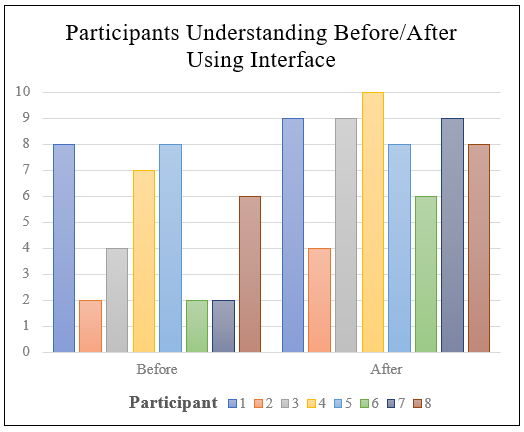 Participants Understanding Before/After
Using Interface
10
9
8
7
6
5
4
3
2
1
0
Before After
Participant 1 2 3 4 5 6 7 8